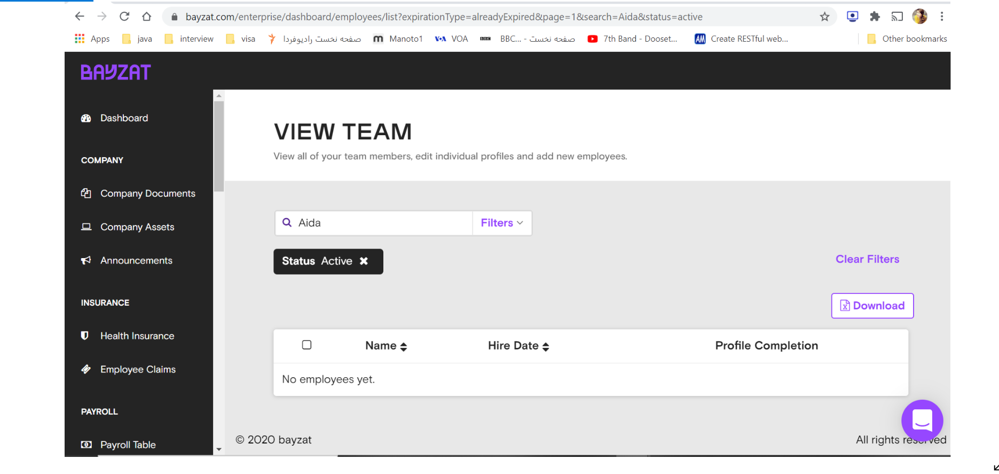 bayzat.com/enterprise/dashboard/employees/list?expirationType=alreadyExpired&page=1&search=Aida&status=active
Apps java interview visa صفحه نخست رادیوفردا Manoto1 VOA BBC... - صفحه نخست 7th Band - Dooset... Create RESTful web... Other bookmarks
BAYZAT
Dashboard
COMPANY
Company Documents
Company Assets
Announcements
INSURANCE
Health Insurance
Employee Claims
PAYROLL
Payroll Table
VIEW TEAM
View all of your team members, edit individual profiles and add new employees.
Aida Filters
Status Active
Clear Filters
Download
Name Hire Date Profile Completion
No employees yet.
© 2020 bayzat All rights reserved